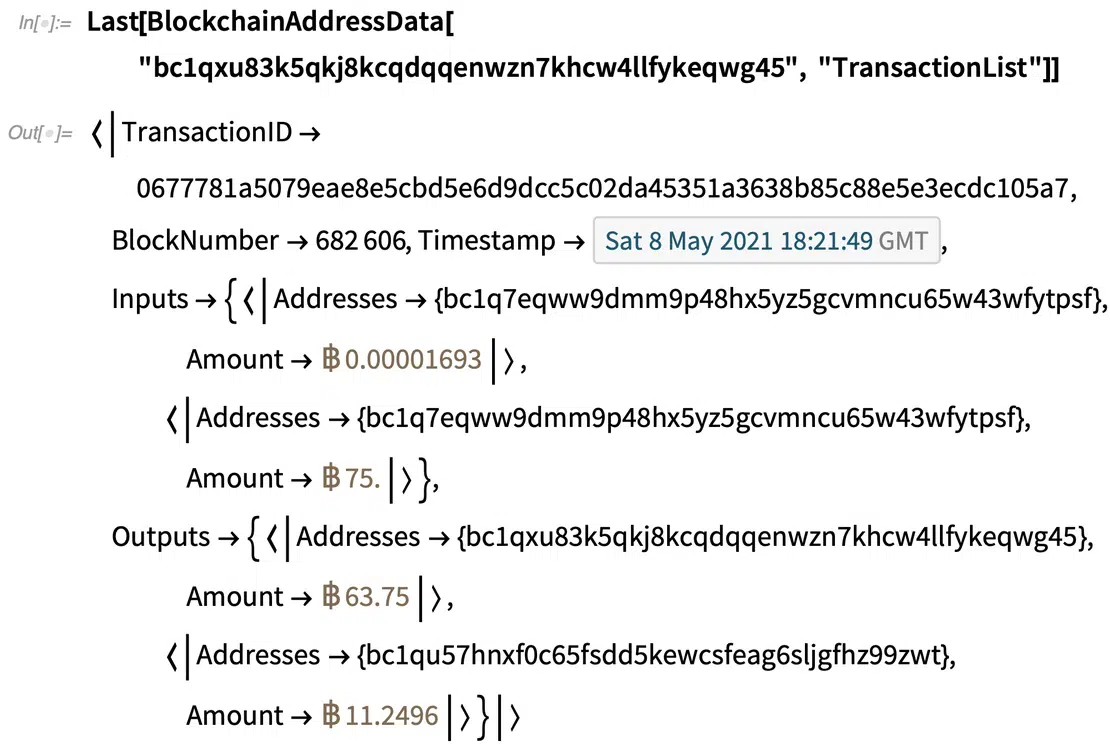 In[●]:= Last[BlockchainAddressData[
"bc1qxu83k5qkj8kcqdqqenwzn7khcw4llfykeqwg45", "TransactionList"]]
Out[●]= 〈|TransactionID →
0677781a5079eae8e5cbd5e6d9dcc5c02da45351a3638b85c88e5e3ecdc105a7,
BlockNumber → 682 606, Timestamp → Sat 8 May 2021 18:21:49 GMT,
Inputs → {〈|Addresses → {bc1q7eqww9dmm9p48hx5yz5gcvmncu65w43wfytpsf},
Amount → ₿0.00001693|〉,
〈|Addresses → {bc1q7eqww9dmm9p48hx5yz5gcvmncu65w43wfytpsf},
Amount → ₿75.|〉},
Outputs → {〈|Addresses → {bc1qxu83k5qkj8kcqdqqenwzn7khcw4llfykeqwg45},
Amount → ₿63.75|〉,
〈|Addresses → {bc1qu57hnxf0c65fsdd5kewcsfeag6sljgfhz99zwt},
Amount → ₿11.2496|〉}|〉